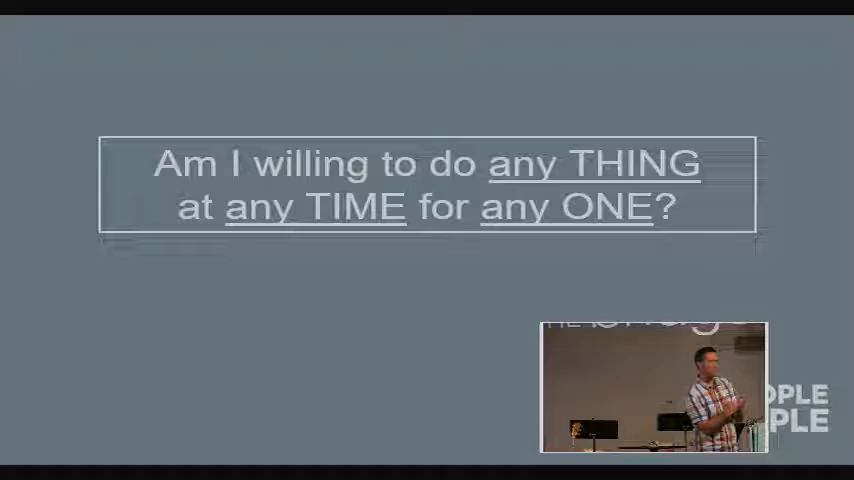 Am I willing to do any THING
at any TIME for any ONE?
OPLE
PLE